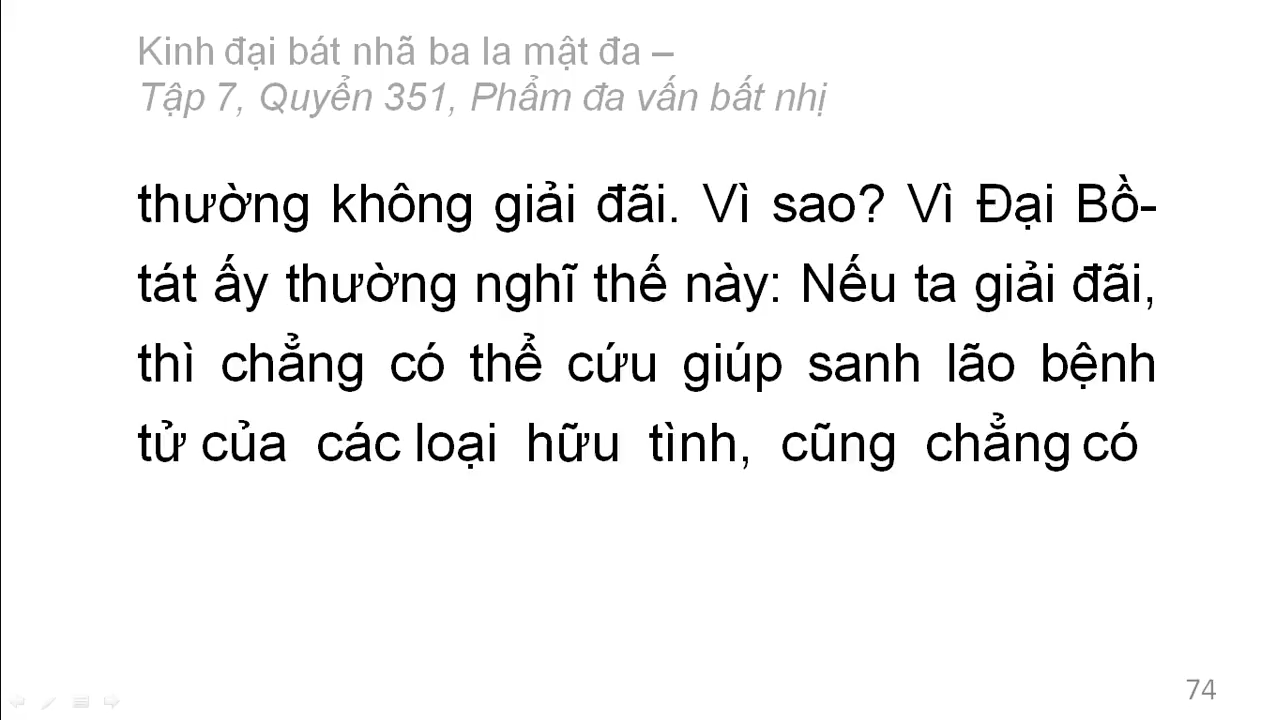 Kinh đại bát nhã ba la mật đa –
Tập 7, Quyển 351, Phẩm đa vấn bất nhị
thường không giải đãi. Vì sao? Vì Đại Bồ-
tát ấy thường nghĩ thế này: Nếu ta giải đãi,
thì chẳng có thể cứu giúp sanh lão bệnh
tử của các loại hữu tình, cũng chẳng có
74